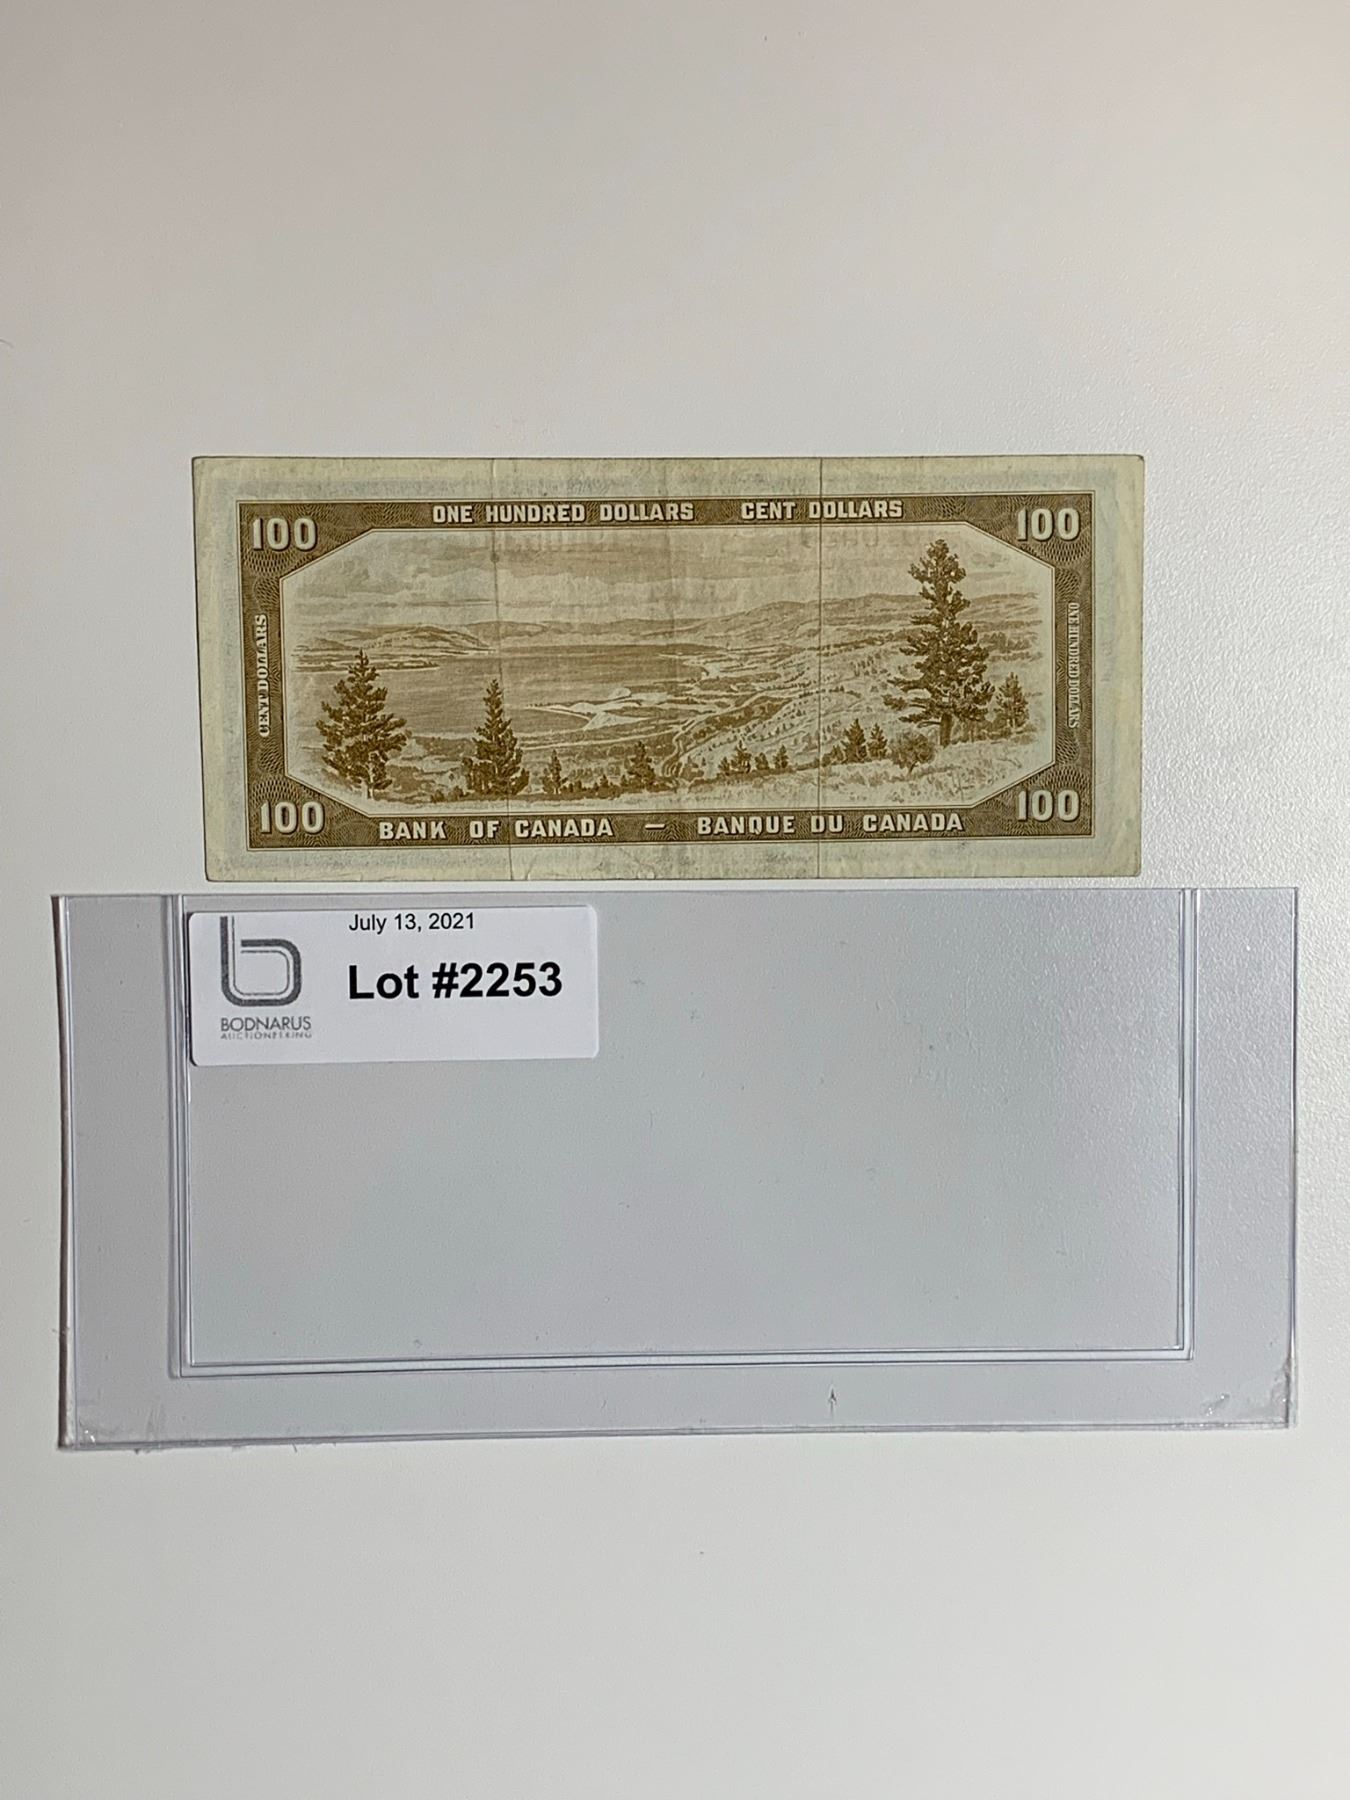 ONE HUNDRED DOLLARS CENT DOLLARS
100 100
CENT DOLLARS
ONE HUNDRED DOLLARS
100 100
BANK OF CANADA — BANQUE DU CANADA
July 13, 2021
Lot #2253
BODNARUS
AUCTIONEERING